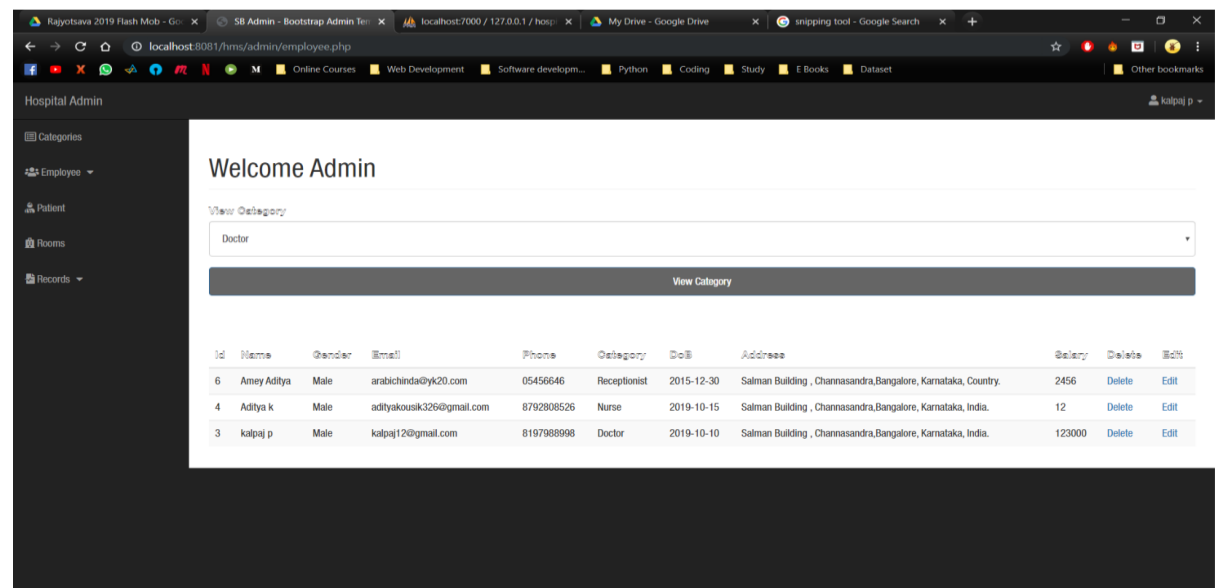 Rajyotsava 2019 Flash Mob - Go SB Admin - Bootstrap Admin Tem localhost:7000 / 127.0.0.1 / hosp My Drive - Google Drive snipping tool - Google Search
localhost:8081/hms/admin/employee.php
Online Courses Web Development Software developm... Python Coding Study E Books Dataset Other bookmarks
Hospital Admin kalpaj p
Categories
Employee
Patient
Rooms
Records
Welcome Admin
View Category
Doctor
View Category
Id Name Gender Email Phone Category DoB Address Salary Delete Edit
6 Amey Aditya Male arabichinda@yk20.com 05456646 Receptionist 2015-12-30 Salman Building , Channasandra,Bangalore, Karnataka, Country. 2456 Delete Edit
4 Aditya k Male adityakousik326@gmail.com 8792808526 Nurse 2019-10-15 Salman Building , Channasandra,Bangalore, Karnataka, India. 12 Delete Edit
3 kalpaj p Male kalpaj12@gmail.com 8197988998 Doctor 2019-10-10 Salman Building , Channasandra,Bangalore, Karnataka, India. 123000 Delete Edit